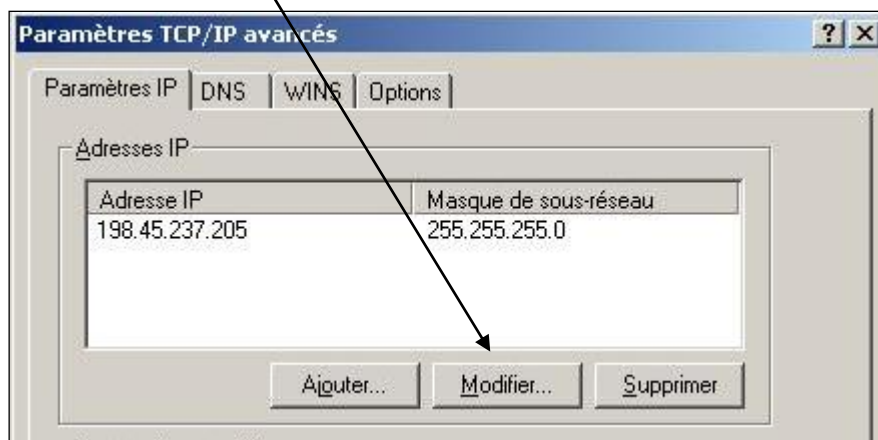 Paramètres TCP/IP avancés
Paramètres IP DNS WINS Options
Adresses IP
Adresse IP Masque de sous-réseau
198.45.237.205 255.255.255.0
Ajouter... Modifier... Supprimer